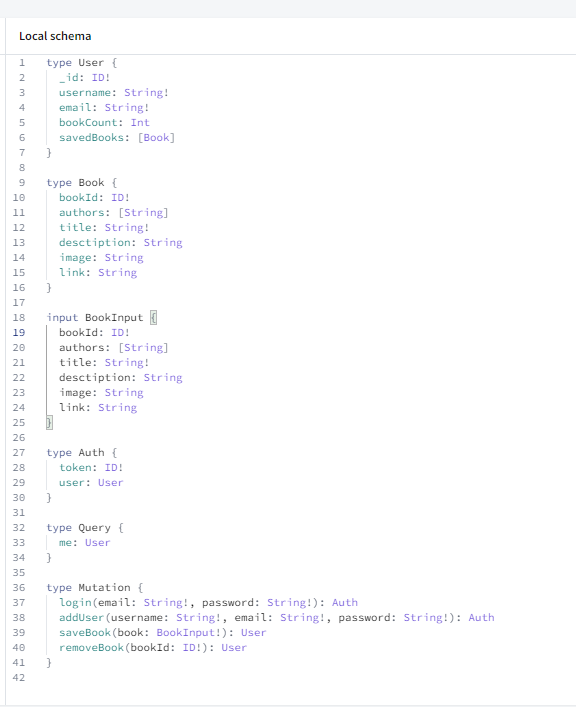 Local schema
1 type User {
2 _id: ID!
3 username: String!
4 email: String!
5 bookCount: Int
6 savedBooks: [Book]
7 }
8
9 type Book {
10 bookId: ID!
11 authors: [String]
12 title: String!
13 desctiption: String
14 image: String
15 link: String
16 }
17
18 input BookInput {
19 bookId: ID!
20 authors: [String]
21 title: String!
22 desctiption: String
23 image: String
24 link: String
25 }
26
27 type Auth {
28 token: ID!
29 user: User
30 }
31
32 type Query {
33 me: User
34 }
35
36 type Mutation {
37 login(email: String!, password: String!): Auth
38 addUser(username: String!, email: String!, password: String!): Auth
39 saveBook(book: BookInput!): User
40 removeBook(bookId: ID!): User
41 }
42